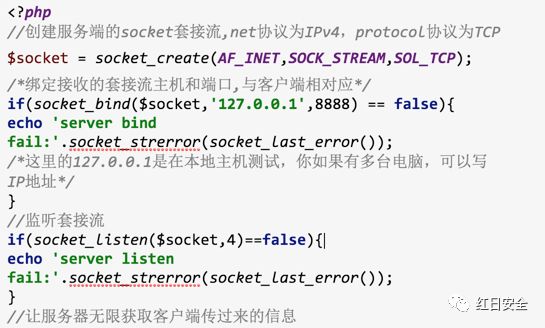 <?php
//创建服务端的socket套接流,net协议为IPv4，protocol协议为TCP
$socket = socket_create(AF_INET,SOCK_STREAM,SOL_TCP);
/*绑定接收的套接流主机和端口,与客户端相对应*/
if(socket_bind($socket,'127.0.0.1',8888) == false){
echo 'server bind
fail:'.socket_strerror(socket_last_error());
/*这里的127.0.0.1是在本地主机测试，你如果有多台电脑，可以写
IP地址*/
}
//监听套接流
if(socket_listen($socket,4)==false){
echo 'server listen
fail:'.socket_strerror(socket_last_error());
}
//让服务器无限获取客户端传过来的信息
红日安全